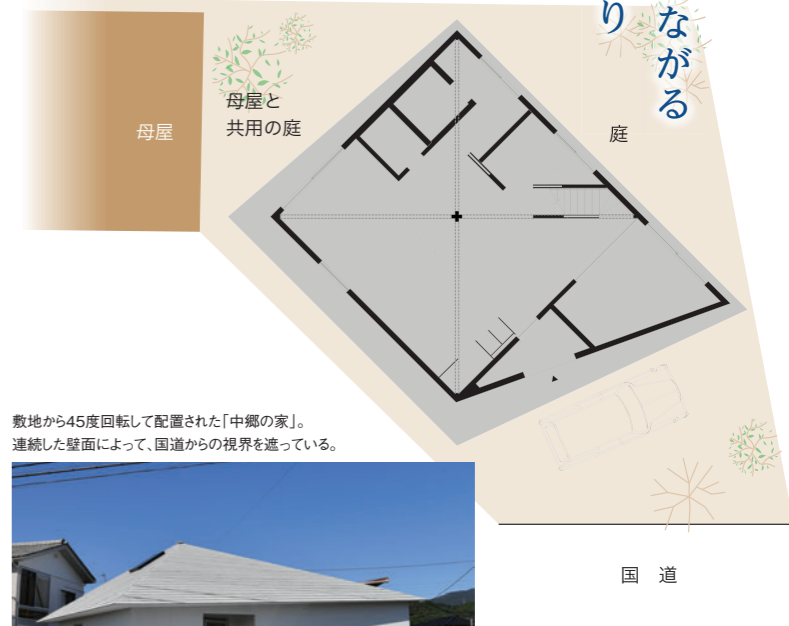 ながる
り
母屋
母屋と
共用の庭
庭
敷地から45度回転して配置された「中郷の家」。
連続した壁面によって、国道からの視界を遮っている。
国　道